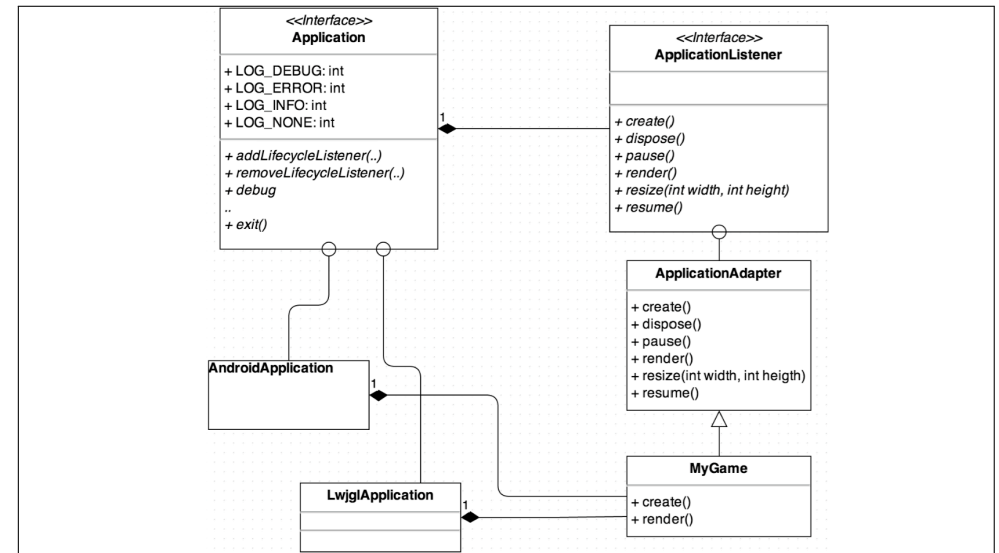 <<Interface>>
Application
+ LOG_DEBUG: int
+ LOG_ERROR: int
+ LOG_INFO: int
+ LOG_NONE: int
+ addLifecycleListener(..)
+ removeLifecycleListener(..)
+ debug
..
+ exit()
1
<<Interface>>
ApplicationListener
+ create()
+ dispose()
+ pause()
+ render()
+ resize(int width, int height)
+ resume()
ApplicationAdapter
+ create()
+ dispose()
+ pause()
+ render()
+ resize(int width, int heigth)
+ resume()
AndroidApplication
1
LwjglApplication
1
MyGame
+ create()
+ render()